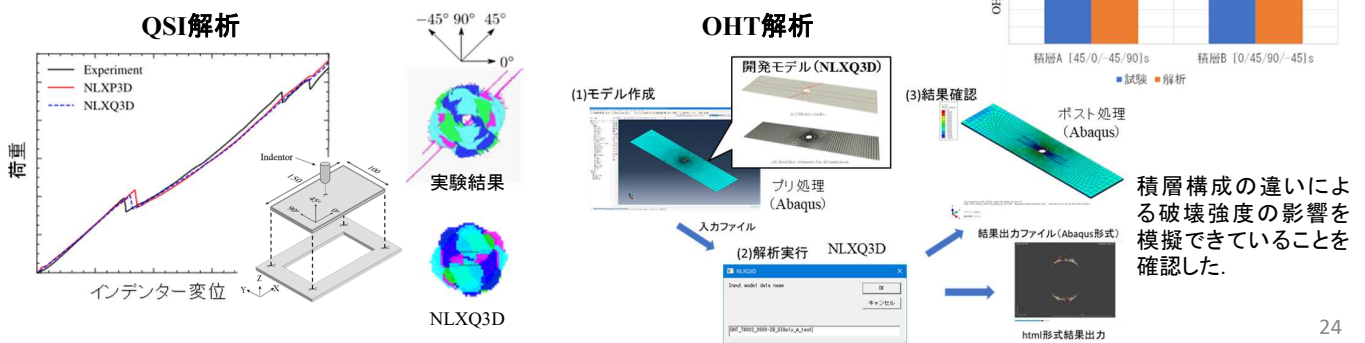 QSI解析
Experiment
NLXP3D
NLXQ3D
荷重
インデンター変位
Indentor
150
100
45°
90°
0°
Z
Y
X
−45° 90° 45°
0°
実験結果
NLXQ3D
OHT解析
(1)モデル作成
開発モデル(NLXQ3D)
プリ処理
(Abaqus)
入力ファイル
(2)解析実行 NLXQ3D
NLXQ3D
Input model data name
OK
キャンセル
(3)結果確認
ポスト処理
(Abaqus)
結果出力ファイル(Abaqus形式)
html形式結果出力
積層A [45/0/-45/90]s
積層B [0/45/90/-45]s
試験 解析
積層構成の違いによ
る破壊強度の影響を
模擬できていることを
確認した.
24